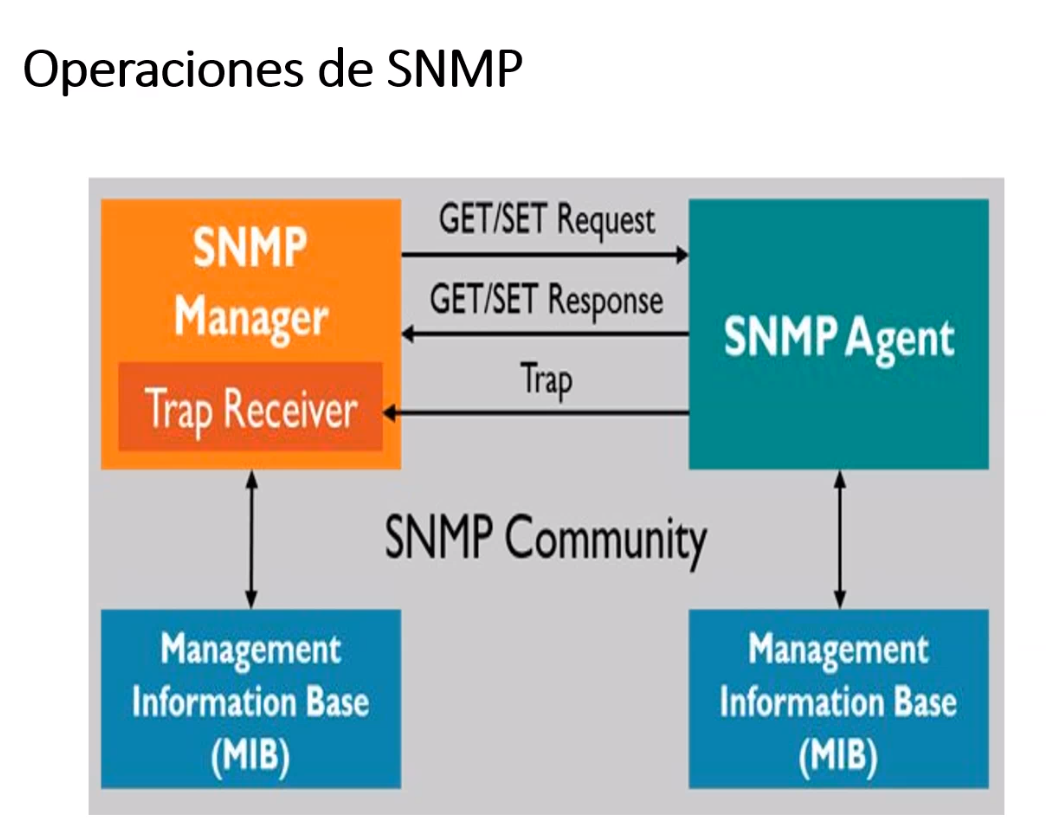 Operaciones de SNMP
SNMP
Manager
Trap Receiver
GET/SET Request
GET/SET Response
Trap
SNMP Agent
SNMP Community
Management
Information Base
(MIB)
Management
Information Base
(MIB)